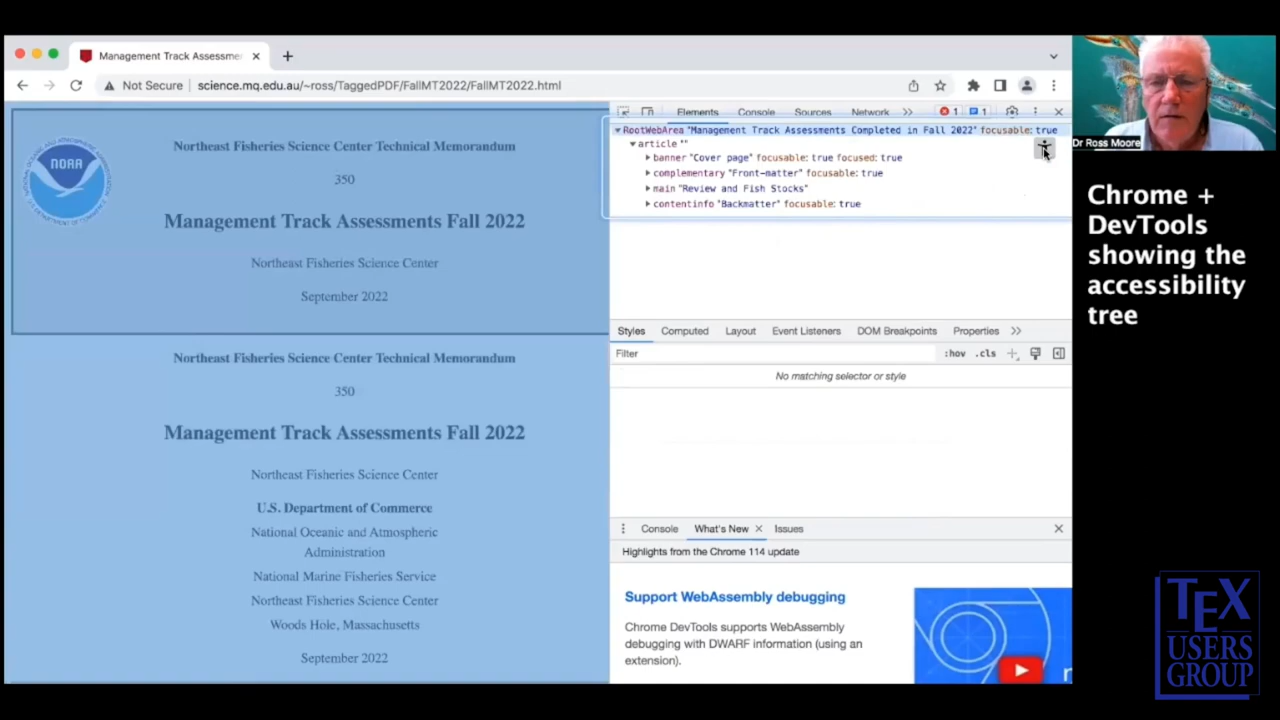 Management Track Assessme
Not Secure
science.mq.edu.au/~ross/TaggedPDF/FallMT2022/FallMT2022.html
NOAA
Northeast Fisheries Science Center Technical Memorandum
350
Management Track Assessments Fall 2022
Northeast Fisheries Science Center
September 2022
Northeast Fisheries Science Center Technical Memorandum
350
Management Track Assessments Fall 2022
Northeast Fisheries Science Center
U.S. Department of Commerce
National Oceanic and Atmospheric
Administration
National Marine Fisheries Service
Northeast Fisheries Science Center
Woods Hole, Massachusetts
September 2022
Elements Console Sources Network » 1 1
RootWebArea "Management Track Assessments Completed in Fall 2022" focusable: true
article ""
banner "Cover page" focusable: true focused: true
complementary "Front-matter" focusable: true
main "Review and Fish Stocks"
contentinfo "Backmatter" focusable: true
Styles Computed Layout Event Listeners DOM Breakpoints Properties »
Filter :hov .cls
No matching selector or style
Console What's New Issues
Highlights from the Chrome 114 update
Support WebAssembly debugging
Chrome DevTools supports WebAssembly
debugging with DWARF information (using an
extension).
Dr Ross Moore
Chrome +
DevTools
showing the
accessibility
tree
TEX
USERS
GROUP